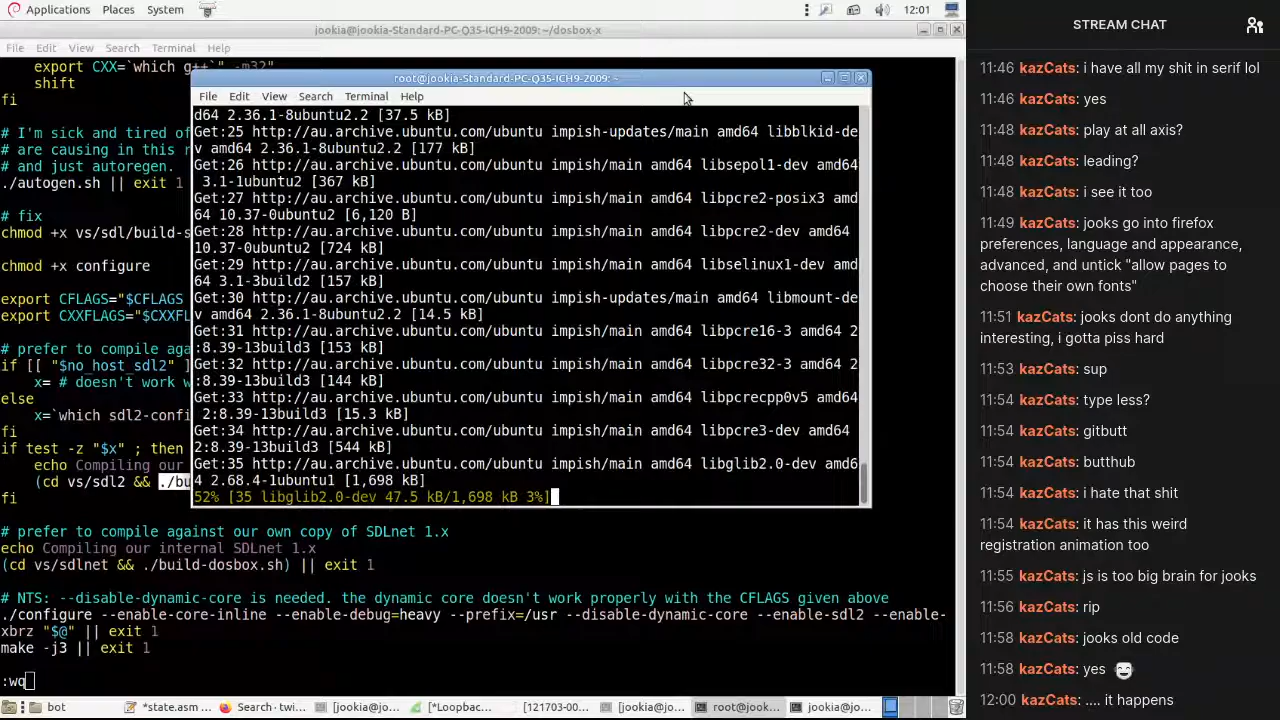 Applications Places System 12:01
jookia@jookia-Standard-PC-Q35-ICH9-2009: ~/dosbox-x
File Edit View Search Terminal Help
export CXX=`which g++`" -m32"
shift
fi
# I'm sick and tired of
# are causing in this r
# and just autoregen.
./autogen.sh || exit 1
# fix
chmod +x vs/sdl/build-s
chmod +x configure
export CFLAGS="$CFLAGS
export CXXFLAGS="$CXXFL
# prefer to compile aga
if [[ "$no_host_sdl2" ]
x= # doesn't work w
else
x=`which sdl2-confi
fi
if test -z "$x" ; then
echo Compiling our
(cd vs/sdl2 && ./bu
fi
# prefer to compile against our own copy of SDLnet 1.x
echo Compiling our internal SDLnet 1.x
(cd vs/sdlnet && ./build-dosbox.sh) || exit 1
# NTS: --disable-dynamic-core is needed. the dynamic core doesn't work properly with the CFLAGS given above
./configure --enable-core-inline --enable-debug=heavy --prefix=/usr --disable-dynamic-core --enable-sdl2 --enable-
xbrz "$@" || exit 1
make -j3 || exit 1
:wq
root@jookia-Standard-PC-Q35-ICH9-2009: ~
File Edit View Search Terminal Help
d64 2.36.1-8ubuntu2.2 [37.5 kB]
Get:25 http://au.archive.ubuntu.com/ubuntu impish-updates/main amd64 libblkid-de
v amd64 2.36.1-8ubuntu2.2 [177 kB]
Get:26 http://au.archive.ubuntu.com/ubuntu impish/main amd64 libsepol1-dev amd64
3.1-1ubuntu2 [367 kB]
Get:27 http://au.archive.ubuntu.com/ubuntu impish/main amd64 libpcre2-posix3 amd
64 10.37-0ubuntu2 [6,120 B]
Get:28 http://au.archive.ubuntu.com/ubuntu impish/main amd64 libpcre2-dev amd64
10.37-0ubuntu2 [724 kB]
Get:29 http://au.archive.ubuntu.com/ubuntu impish/main amd64 libselinux1-dev amd
64 3.1-3build2 [157 kB]
Get:30 http://au.archive.ubuntu.com/ubuntu impish-updates/main amd64 libmount-de
v amd64 2.36.1-8ubuntu2.2 [14.5 kB]
Get:31 http://au.archive.ubuntu.com/ubuntu impish/main amd64 libpcre16-3 amd64 2
:8.39-13build3 [153 kB]
Get:32 http://au.archive.ubuntu.com/ubuntu impish/main amd64 libpcre32-3 amd64 2
:8.39-13build3 [144 kB]
Get:33 http://au.archive.ubuntu.com/ubuntu impish/main amd64 libpcrecpp0v5 amd64
2:8.39-13build3 [15.3 kB]
Get:34 http://au.archive.ubuntu.com/ubuntu impish/main amd64 libpcre3-dev amd64
2:8.39-13build3 [544 kB]
Get:35 http://au.archive.ubuntu.com/ubuntu impish/main amd64 libglib2.0-dev amd6
4 2.68.4-1ubuntu1 [1,698 kB]
52% [35 libglib2.0-dev 47.5 kB/1,698 kB 3%]
bot *state.asm ... Search · twi... [jookia@jo... [*Loopbac... [121703-00... [jookia@jo... root@jook... jookia@jo...
STREAM CHAT
11:46 kazCats: i have all my shit in serif lol
11:46 kazCats: yes
11:48 kazCats: play at all axis?
11:48 kazCats: leading?
11:48 kazCats: i see it too
11:49 kazCats: jooks go into firefox
preferences, language and appearance,
advanced, and untick "allow pages to
choose their own fonts"
11:51 kazCats: jooks dont do anything
interesting, i gotta piss hard
11:53 kazCats: sup
11:54 kazCats: type less?
11:54 kazCats: gitbutt
11:54 kazCats: butthub
11:54 kazCats: i hate that shit
11:54 kazCats: it has this weird
registration animation too
11:55 kazCats: js is too big brain for jooks
11:56 kazCats: rip
11:58 kazCats: jooks old code
11:58 kazCats: yes
12:00 kazCats: .... it happens